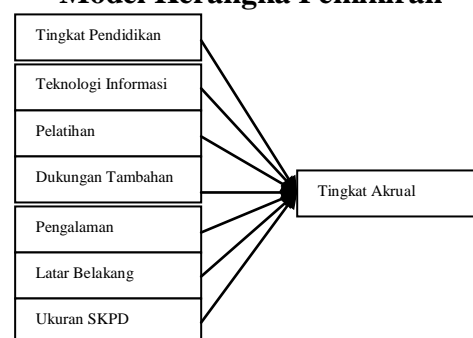 Model Kerangka Pemikiran
Tingkat Pendidikan
Teknologi Informasi
Pelatihan
Dukungan Tambahan
Tingkat Akrual
Pengalaman
Latar Belakang
Ukuran SKPD